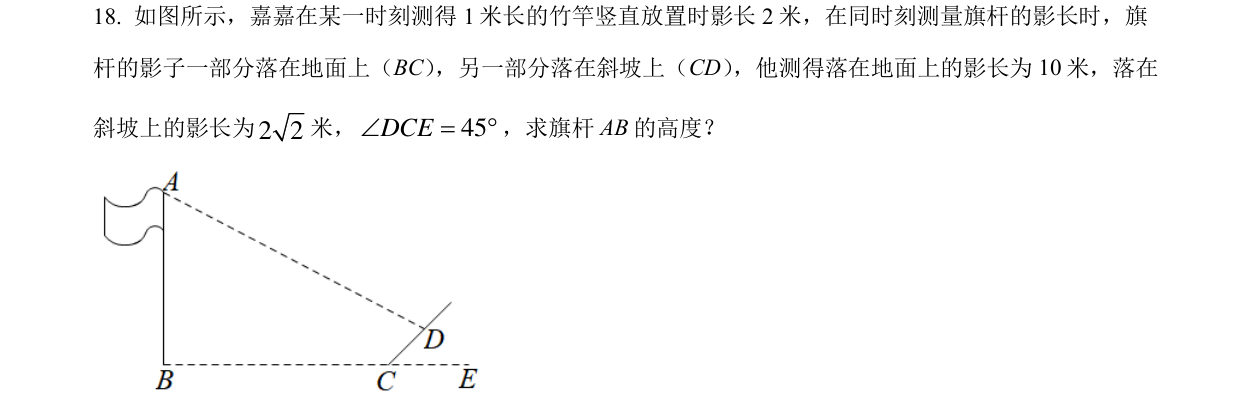 18. 如图所示，嘉嘉在某一时刻测得 1 米长的竹竿竖直放置时影长 2 米，在同时刻测量旗杆的影长时，旗
杆的影子一部分落在地面上（BC），另一部分落在斜坡上（CD），他测得落在地面上的影长为 10 米，落在
斜坡上的影长为 2√2 米，∠DCE = 45°，求旗杆 AB 的高度？
A
D
B
C
E